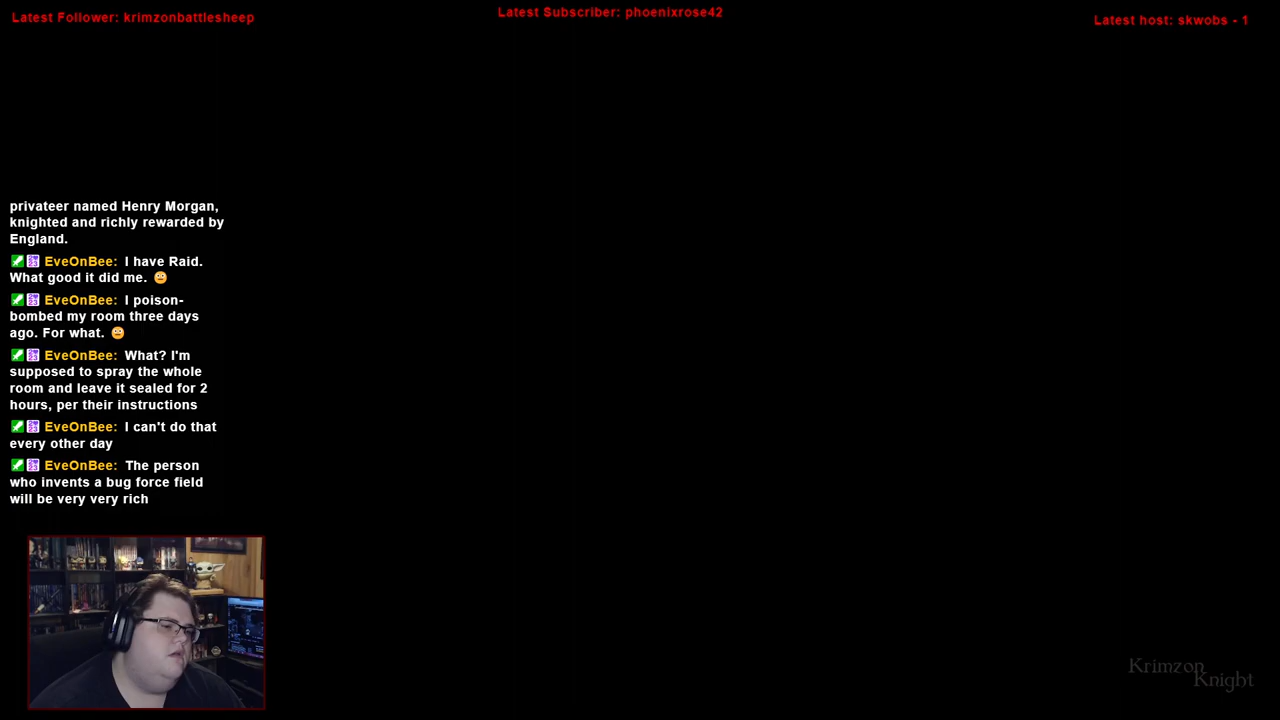 Latest Follower: krimzonbattlesheep
Latest Subscriber: phoenixrose42
Latest host: skwobs - 1
privateer named Henry Morgan,
knighted and richly rewarded by
England.
EveOnBee: I have Raid.
What good it did me.
EveOnBee: I poison-
bombed my room three days
ago. For what.
EveOnBee: What? I'm
supposed to spray the whole
room and leave it sealed for 2
hours, per their instructions
EveOnBee: I can't do that
every other day
EveOnBee: The person
who invents a bug force field
will be very very rich
Krimzon
Knight